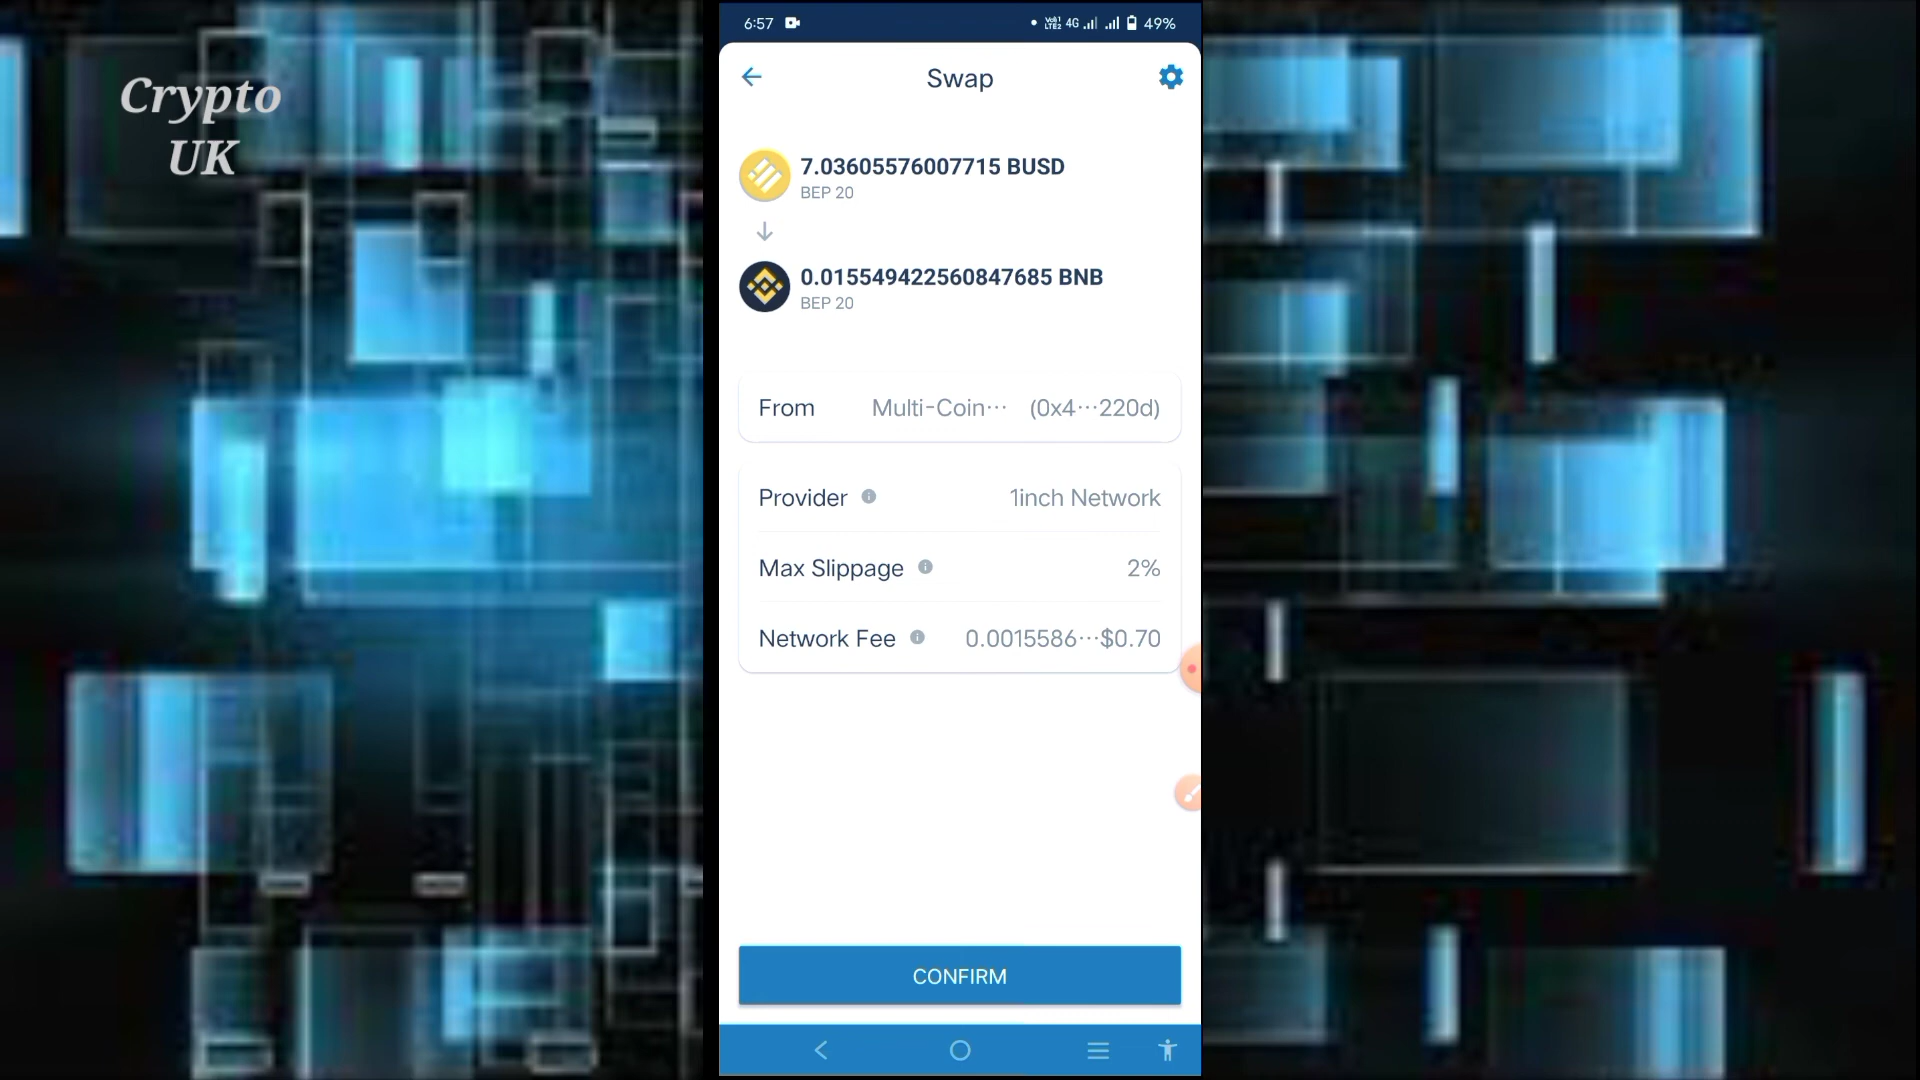 Crypto
UK
6:57
4G
49%
Swap
7.03605576007715 BUSD
BEP 20
0.015549422560847685 BNB
BEP 20
From Multi-Coin··· (0x4···220d)
Provider 1inch Network
Max Slippage 2%
Network Fee 0.0015586···$0.70
CONFIRM